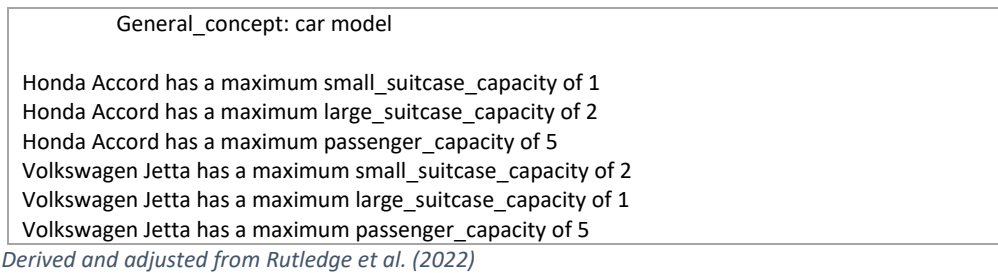 General_concept: car model
Honda Accord has a maximum small_suitcase_capacity of 1
Honda Accord has a maximum large_suitcase_capacity of 2
Honda Accord has a maximum passenger_capacity of 5
Volkswagen Jetta has a maximum small_suitcase_capacity of 2
Volkswagen Jetta has a maximum large_suitcase_capacity of 1
Volkswagen Jetta has a maximum passenger_capacity of 5
Derived and adjusted from Rutledge et al. (2022)